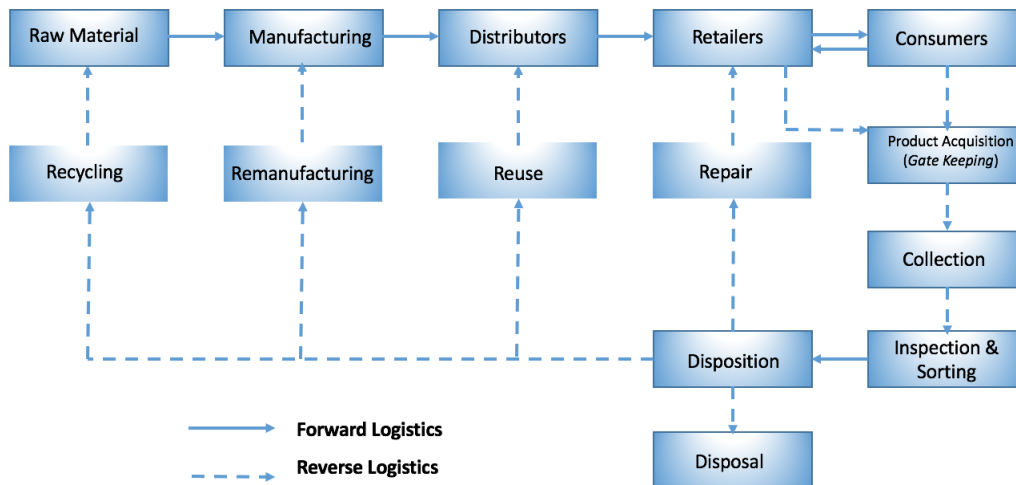 Raw Material
Manufacturing
Distributors
Retailers
Consumers
Product Acquisition
(Gate Keeping)
Recycling
Remanufacturing
Reuse
Repair
Collection
Disposition
Inspection &
Sorting
Forward Logistics
Disposal
Reverse Logistics